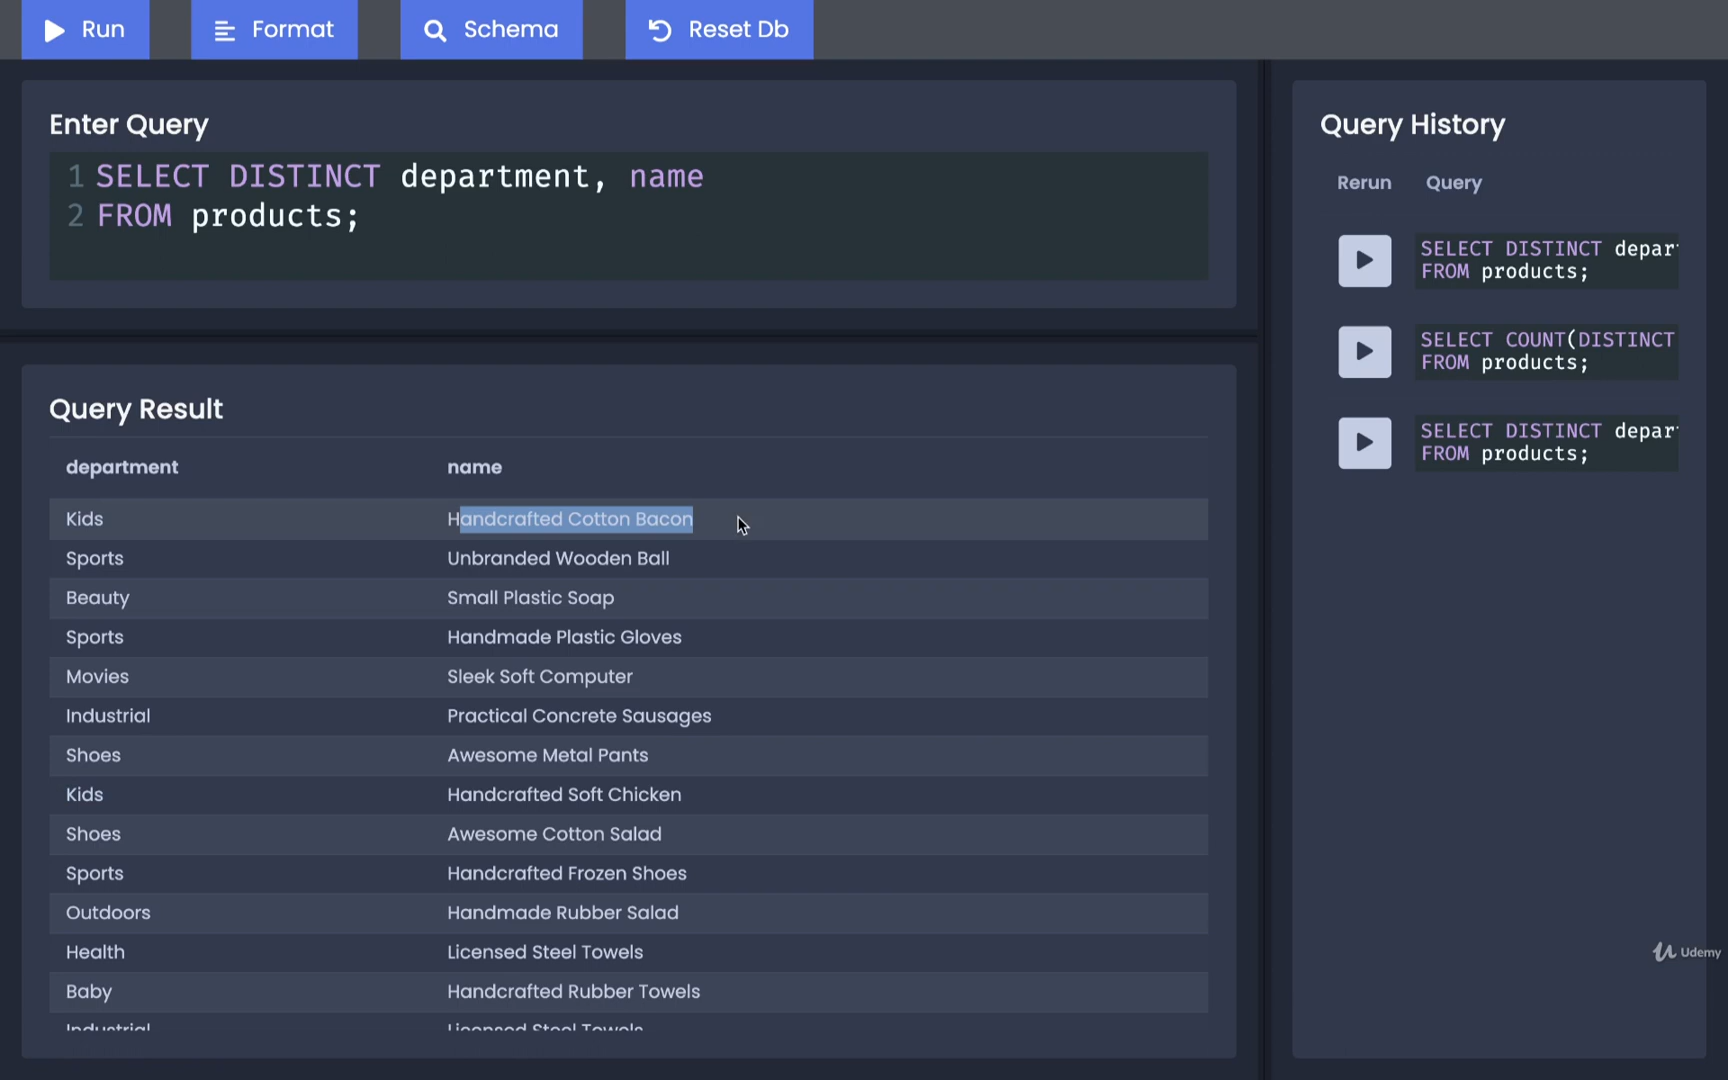 Run
Format
Schema
Reset Db
Enter Query
1 SELECT DISTINCT department, name
2 FROM products;
Query Result
department name
Kids Handcrafted Cotton Bacon
Sports Unbranded Wooden Ball
Beauty Small Plastic Soap
Sports Handmade Plastic Gloves
Movies Sleek Soft Computer
Industrial Practical Concrete Sausages
Shoes Awesome Metal Pants
Kids Handcrafted Soft Chicken
Shoes Awesome Cotton Salad
Sports Handcrafted Frozen Shoes
Outdoors Handmade Rubber Salad
Health Licensed Steel Towels
Baby Handcrafted Rubber Towels
Industrial Licensed Steel Towels
Query History
Rerun Query
SELECT DISTINCT depar
FROM products;
SELECT COUNT(DISTINCT
FROM products;
SELECT DISTINCT depar
FROM products;
Udemy